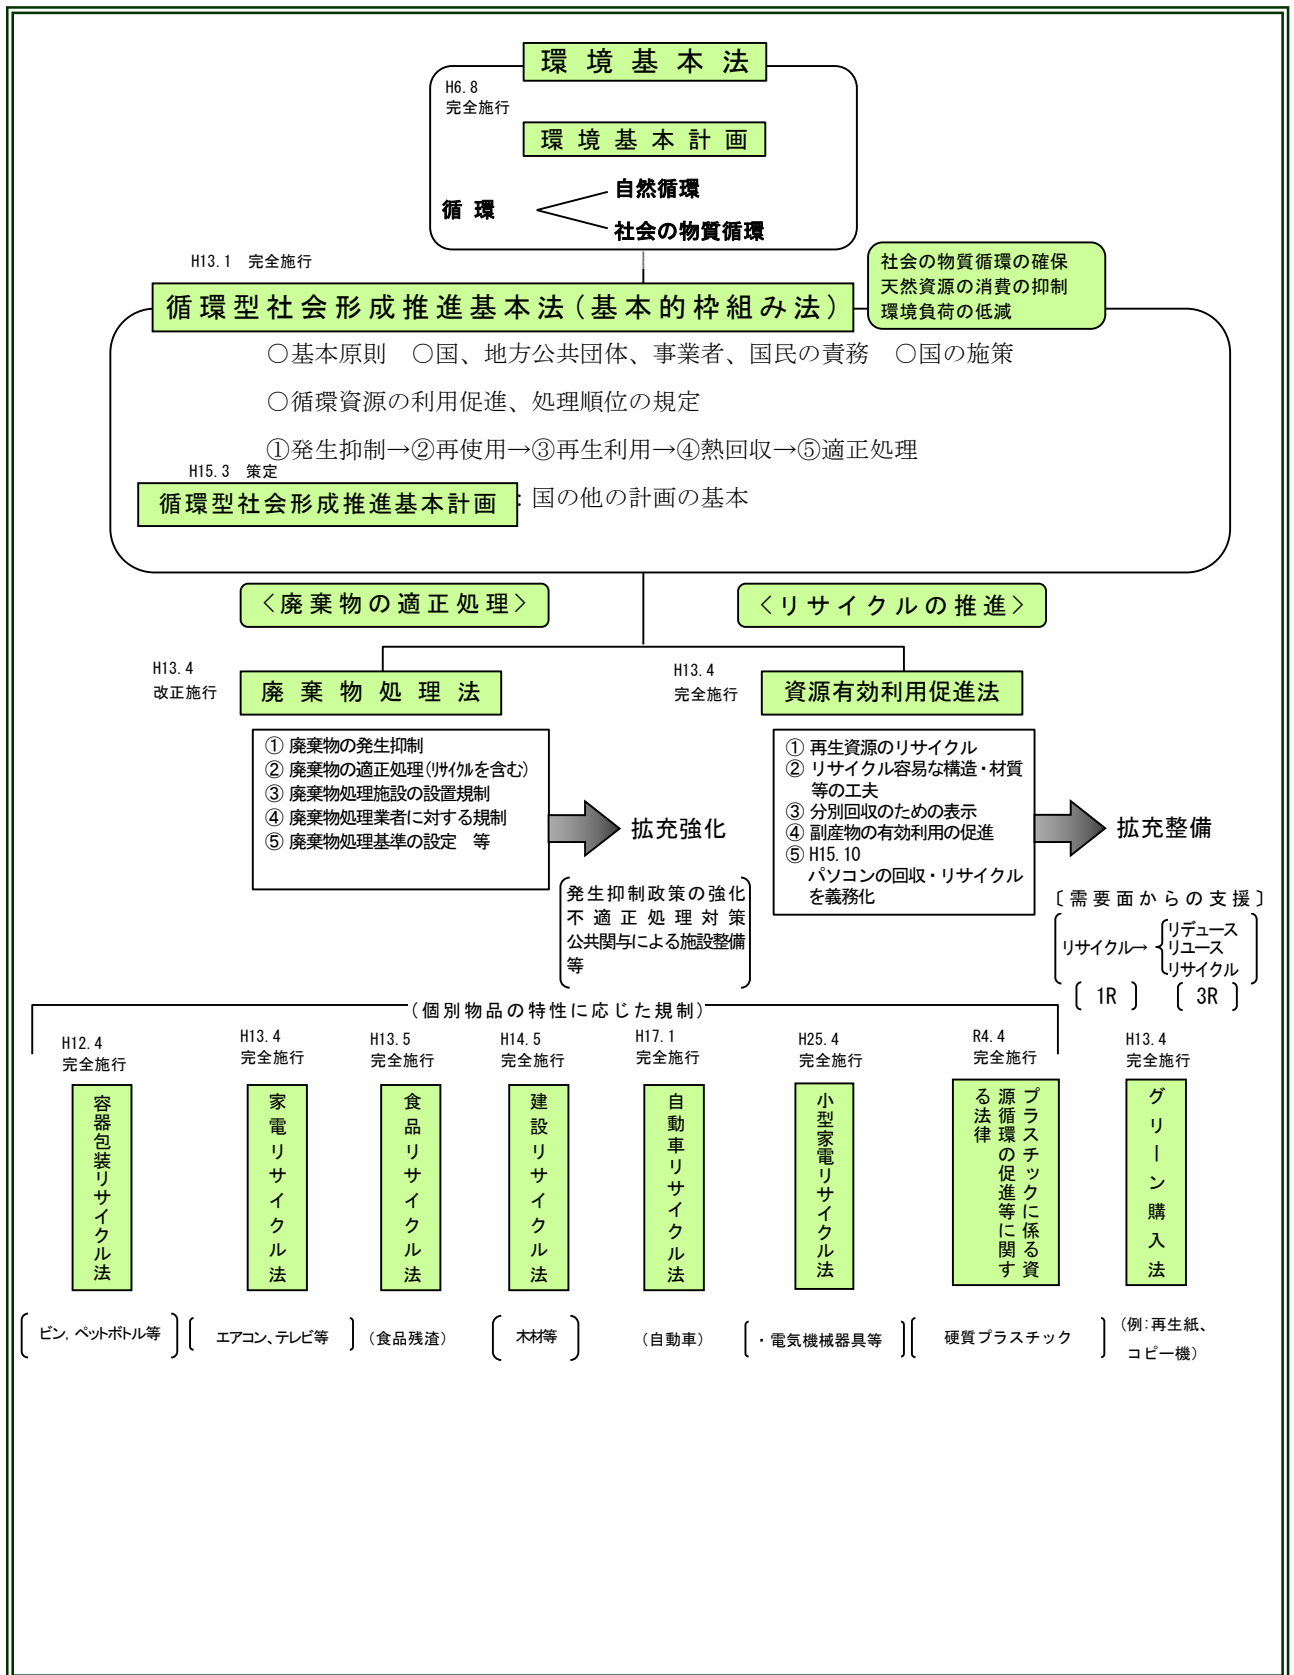 環境基本法
H6.8
完全施行
環境基本計画
循環
自然循環
社会の物質循環
H13.1 完全施行
循環型社会形成推進基本法(基本的枠組み法)
社会の物質循環の確保
天然資源の消費の抑制
環境負荷の低減
○基本原則 ○国、地方公共団体、事業者、国民の責務 ○国の施策
○循環資源の利用促進、処理順位の規定
①発生抑制→②再使用→③再生利用→④熱回収→⑤適正処理
H15.3 策定
循環型社会形成推進基本計画
:国の他の計画の基本
<廃棄物の適正処理>
<リサイクルの推進>
H13.4
改正施行
廃棄物処理法
H13.4
完全施行
資源有効利用促進法
① 廃棄物の発生抑制
② 廃棄物の適正処理(リサイクルを含む)
③ 廃棄物処理施設の設置規制
④ 廃棄物処理業者に対する規制
⑤ 廃棄物処理基準の設定 等
拡充強化
発生抑制政策の強化
不適正処理対策
公共関与による施設整備
等
① 再生資源のリサイクル
② リサイクル容易な構造・材質
等の工夫
③ 分別回収のための表示
④ 副産物の有効利用の促進
⑤ H15.10
パソコンの回収・リサイクル
を義務化
拡充整備
〔需要面からの支援〕
リサイクル→
リデュース
リユース
リサイクル
〔 1R 〕
〔 3R 〕
(個別物品の特性に応じた規制)
H12.4
完全施行
容器包装リサイクル法
ビン,ペットボトル等
H13.4
完全施行
家電リサイクル法
エアコン、テレビ等
H13.5
完全施行
食品リサイクル法
(食品残渣)
H14.5
完全施行
建設リサイクル法
木材等
H17.1
完全施行
自動車リサイクル法
(自動車)
H25.4
完全施行
小型家電リサイクル法
・電気機械器具等
R4.4
完全施行
プラスチックに係る資
源循環の促進等に関す
る法律
硬質プラスチック
H13.4
完全施行
グリーン購入法
(例:再生紙、
コピー機)